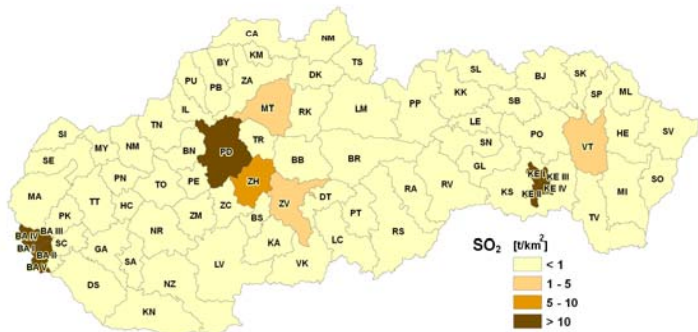 CA
NM
BY
KM
TS
PU
PB
ZA
DK
SL
BJ
SK
SP
ML
IL
MT
RK
LM
PP
KK
SB
TN
LE
PO
HE
SV
SI
MY
NM
BN
PD
TR
SN
VT
SE
PE
BB
BR
GL
KE I
KE III
PN
TO
ZH
KS
KE II
KE IV
MI
SO
MA
TT
HC
ZM
ZC
ZV
DT
RA
RV
PK
BS
PT
TV
BA IV
BA III
NR
KA
LC
RS
BA I
BA II
SC
GA
SA
LV
VK
BA V
DS
NZ
KN
SO₂ [t/km²]
< 1
1 - 5
5 - 10
> 10